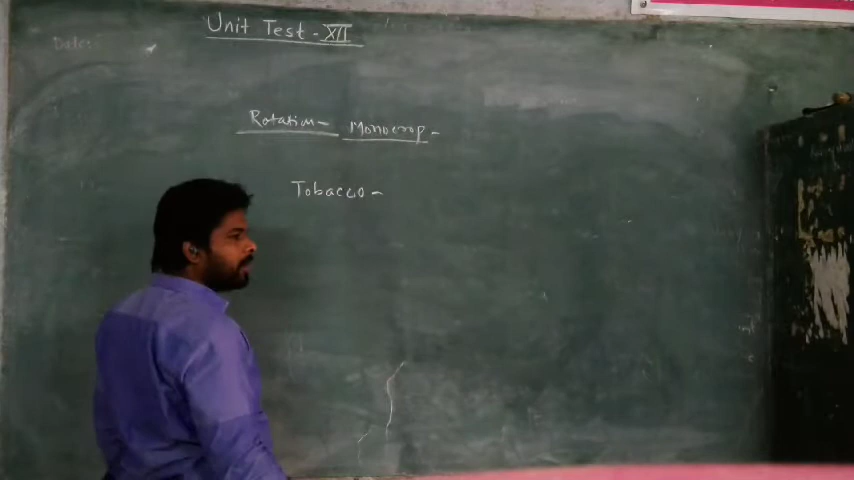 Unit Test - XII
Date:
Rotation - Monocrop -
Tobacco -